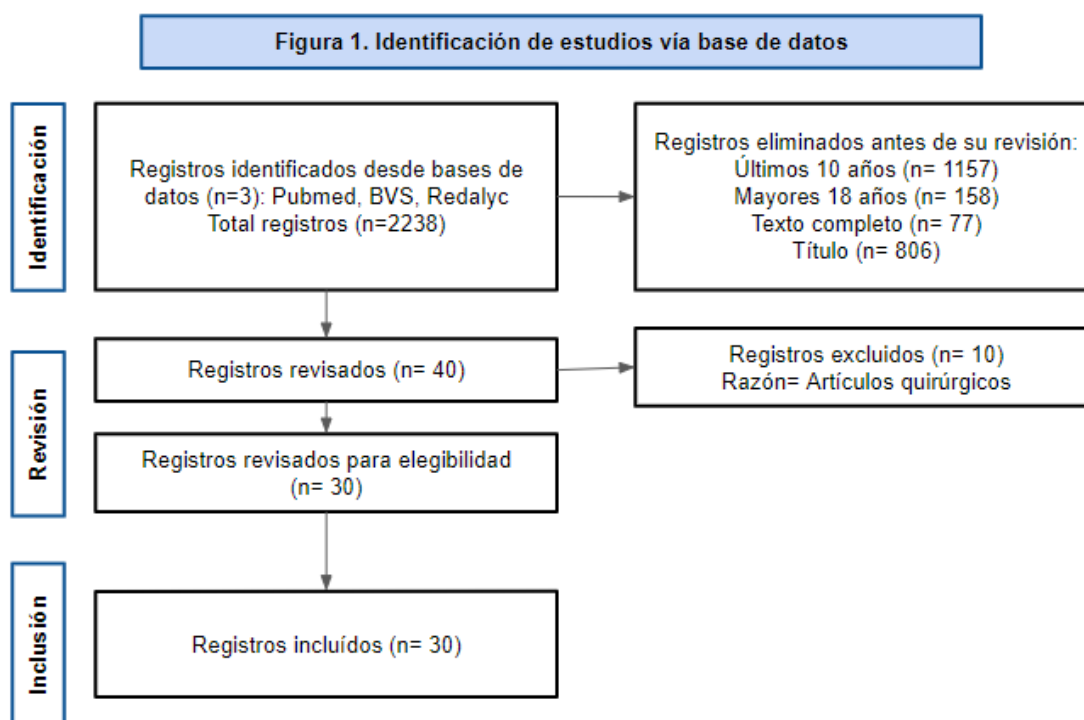 Figura 1. Identificación de estudios vía base de datos
Identificación
Registros identificados desde bases de
datos (n=3): Pubmed, BVS, Redalyc
Total registros (n=2238)
Registros eliminados antes de su revisión:
Últimos 10 años (n= 1157)
Mayores 18 años (n= 158)
Texto completo (n= 77)
Título (n= 806)
Revisión
Registros revisados (n= 40)
Registros excluidos (n= 10)
Razón= Artículos quirúrgicos
Registros revisados para elegibilidad
(n= 30)
Inclusión
Registros incluídos (n= 30)